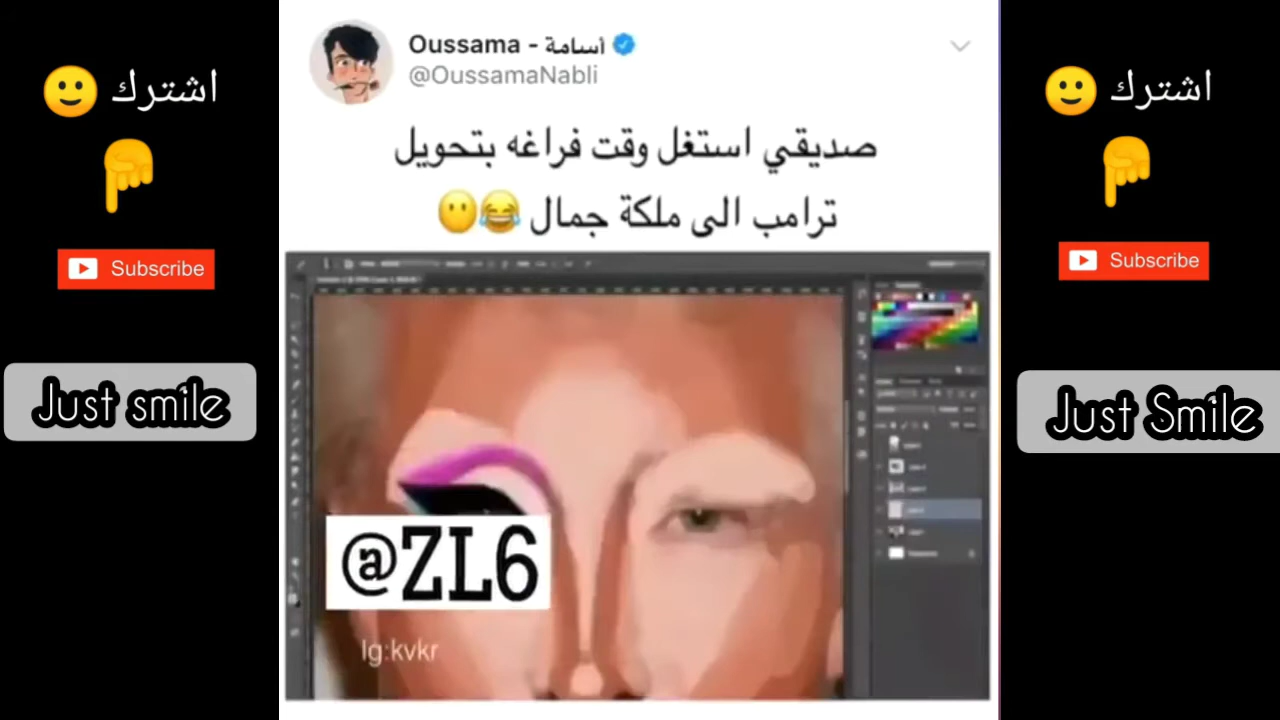 Oussama - أسامة
@OussamaNabli
صديقي استغل وقت فراغه بتحويل
ترامب الى ملكة جمال 😂😶
🙂 اشترك
Subscribe
Just smile
@ZL6
Ig:kvkr
🙂 اشترك
Subscribe
Just Smile